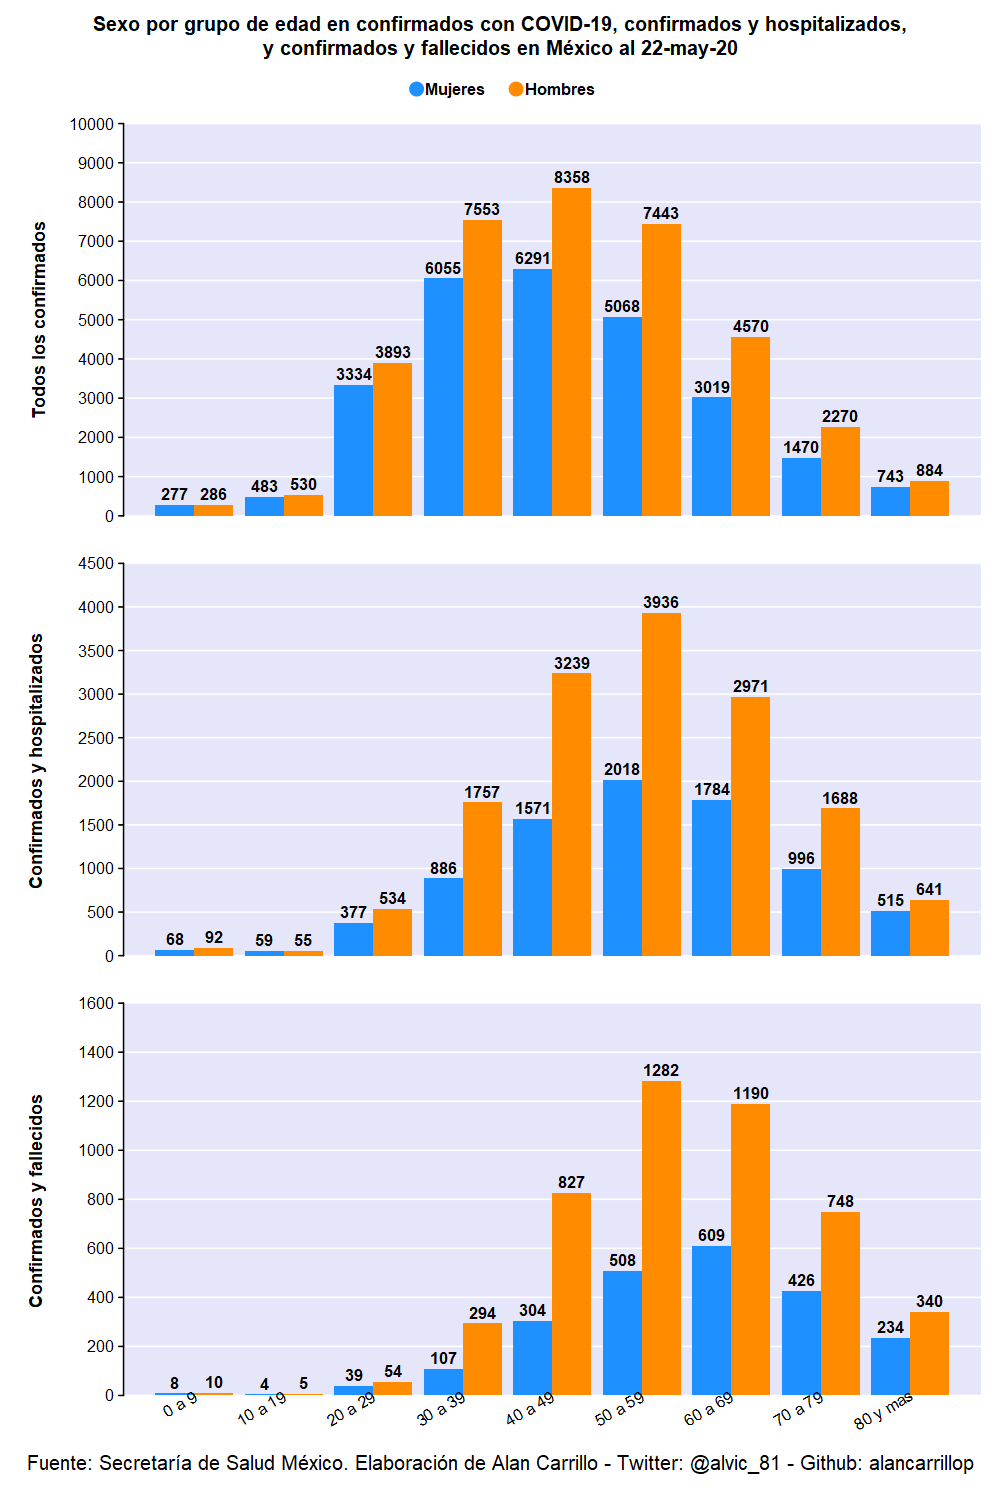 Sexo por grupo de edad en confirmados con COVID-19, confirmados y hospitalizados,
y confirmados y fallecidos en México al 22-may-20
Mujeres Hombres
Todos los confirmados
10000
9000
8000
7000
6000
5000
4000
3000
2000
1000
0
277 286 483 530 3334 3893 6055 7553 6291 8358 5068 7443 3019 4570 1470 2270 743 884
Confirmados y hospitalizados
4500
4000
3500
3000
2500
2000
1500
1000
500
0
68 92 59 55 377 534 886 1757 1571 3239 2018 3936 1784 2971 996 1688 515 641
Confirmados y fallecidos
1600
1400
1200
1000
800
600
400
200
0
8 10 4 5 39 54 107 294 304 827 508 1282 609 1190 426 748 234 340
0 a 9 10 a 19 20 a 29 30 a 39 40 a 49 50 a 59 60 a 69 70 a 79 80 y mas
Fuente: Secretaría de Salud México. Elaboración de Alan Carrillo - Twitter: @alvic_81 - Github: alancarrillop